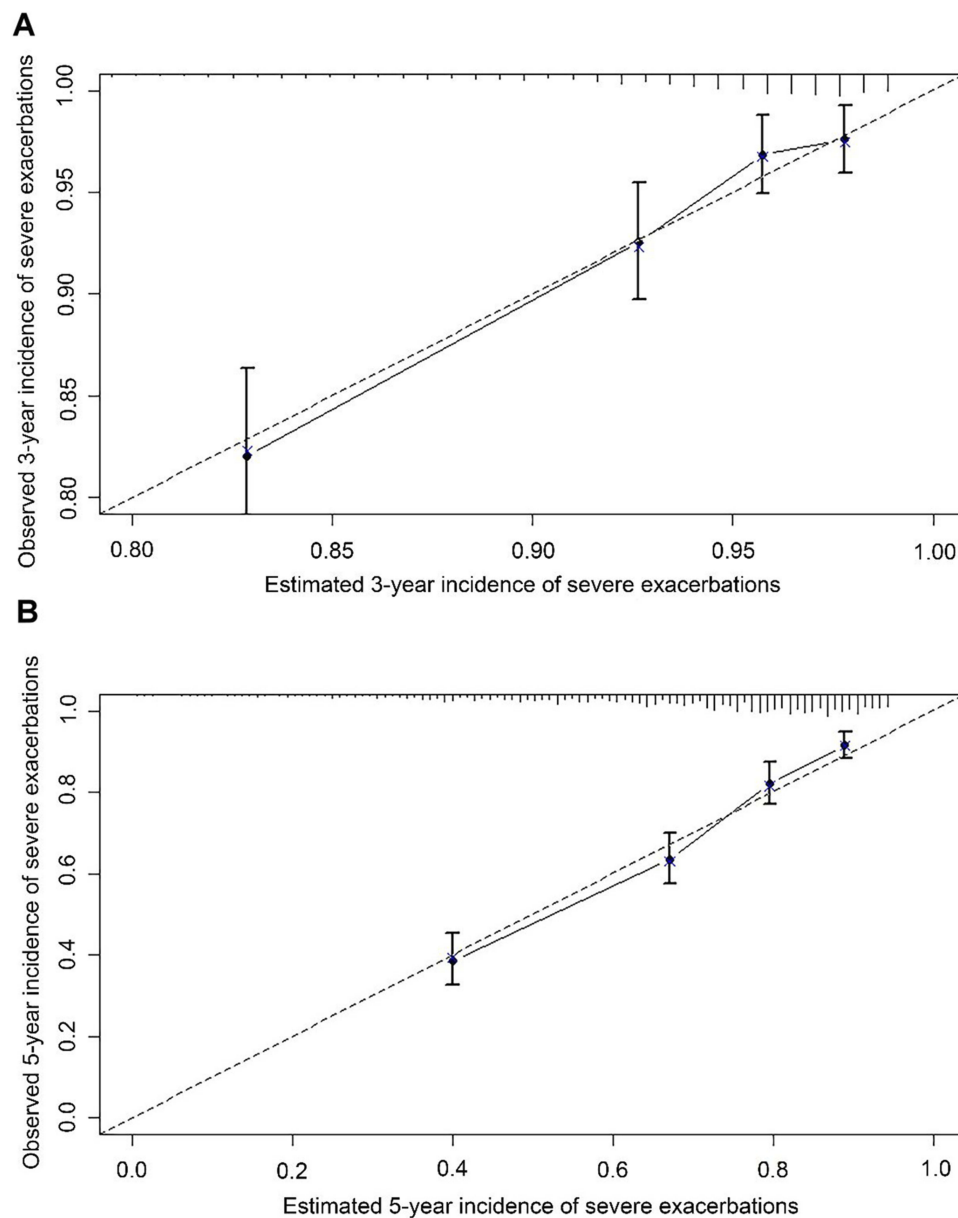 A
Observed 3-year incidence of severe exacerbations
1.00
0.95
0.90
0.85
0.80
0.80 0.85 0.90 0.95 1.00
Estimated 3-year incidence of severe exacerbations
B
Observed 5-year incidence of severe exacerbations
1.0
0.8
0.6
0.4
0.2
0.0
0.0 0.2 0.4 0.6 0.8 1.0
Estimated 5-year incidence of severe exacerbations